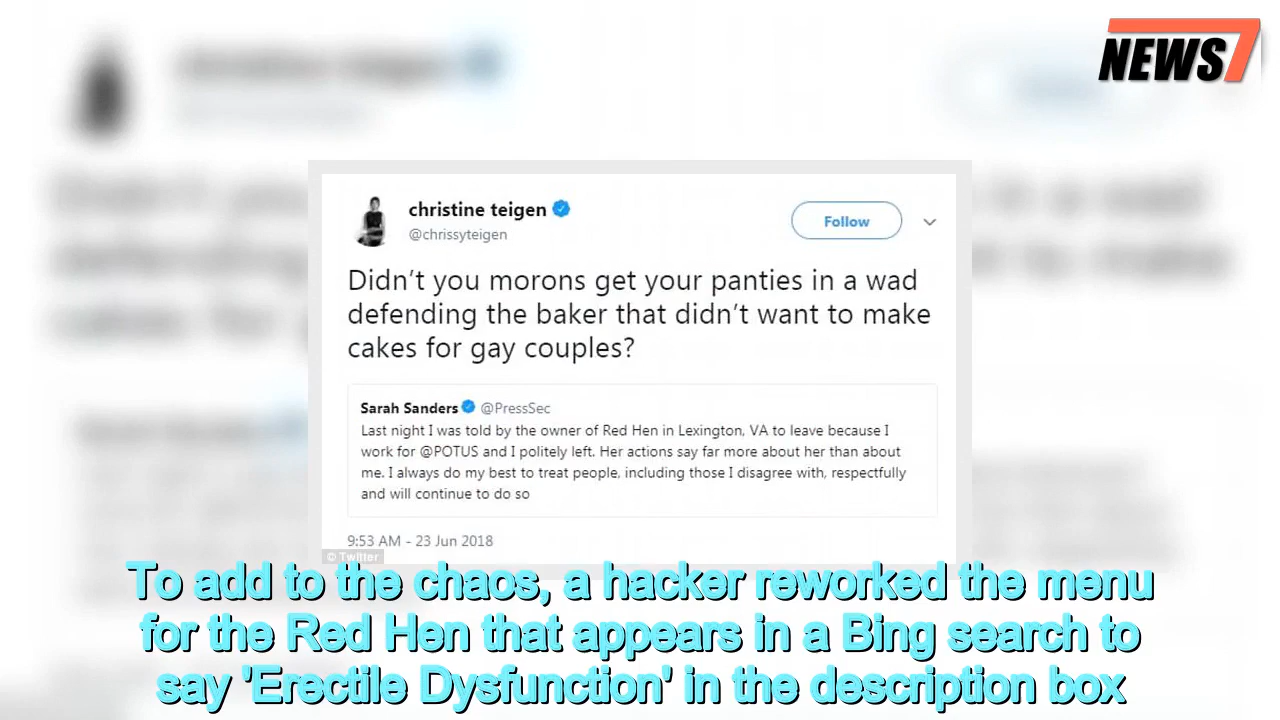 NEWS7
christine teigen
@chrissyteigen
Follow
Didn't you morons get your panties in a wad
defending the baker that didn't want to make
cakes for gay couples?
Sarah Sanders @PressSec
Last night I was told by the owner of Red Hen in Lexington, VA to leave because I
work for @POTUS and I politely left. Her actions say far more about her than about
me. I always do my best to treat people, including those I disagree with, respectfully
and will continue to do so
9:53 AM - 23 Jun 2018
© Twitter
To add to the chaos, a hacker reworked the menu
for the Red Hen that appears in a Bing search to
say 'Erectile Dysfunction' in the description box